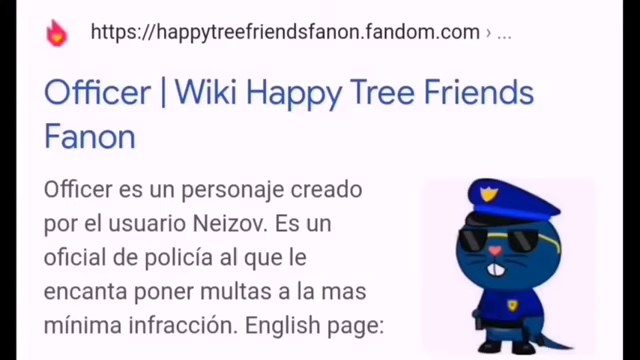 https://happytreefriendsfanon.fandom.com › ...
Officer | Wiki Happy Tree Friends
Fanon
Officer es un personaje creado
por el usuario Neizov. Es un
oficial de policía al que le
encanta poner multas a la mas
mínima infracción. English page: